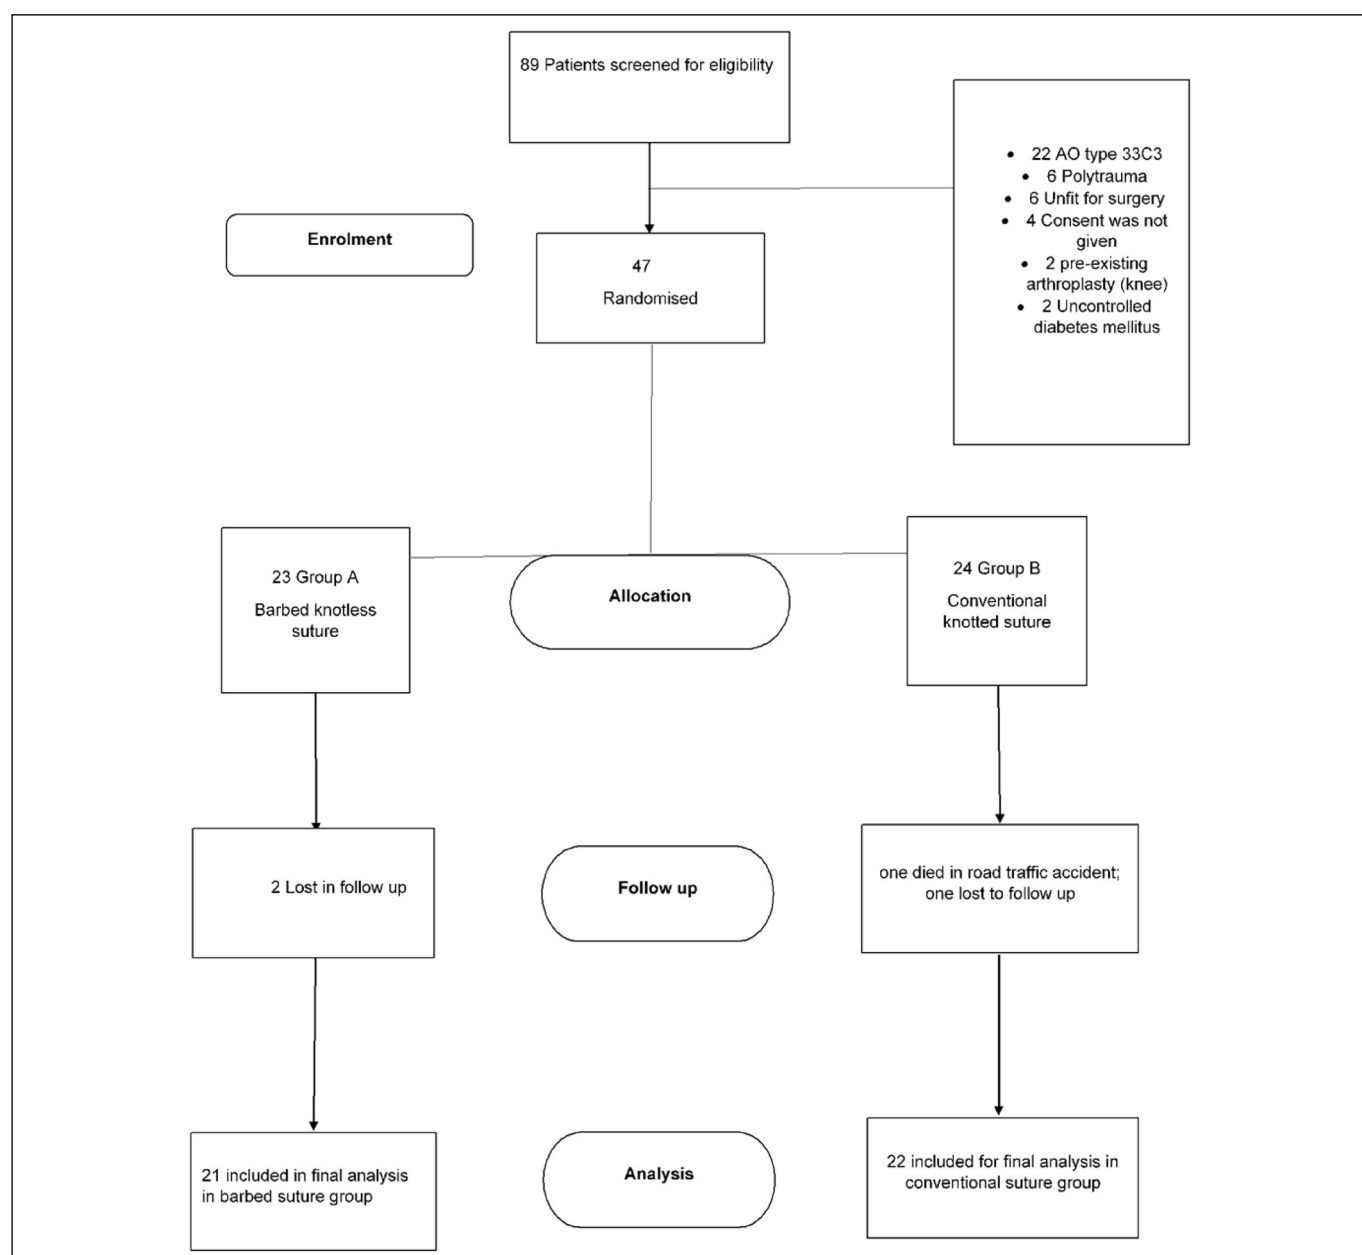 89 Patients screened for eligibility
• 22 AO type 33C3
• 6 Polytrauma
• 6 Unfit for surgery
• 4 Consent was not
given
• 2 pre-existing
arthroplasty (knee)
• 2 Uncontrolled
diabetes mellitus
Enrolment
47
Randomised
23 Group A
Barbed knotless
suture
Allocation
24 Group B
Conventional
knotted suture
2 Lost in follow up
Follow up
one died in road traffic accident;
one lost to follow up
21 included in final analysis
in barbed suture group
Analysis
22 included for final analysis in
conventional suture group